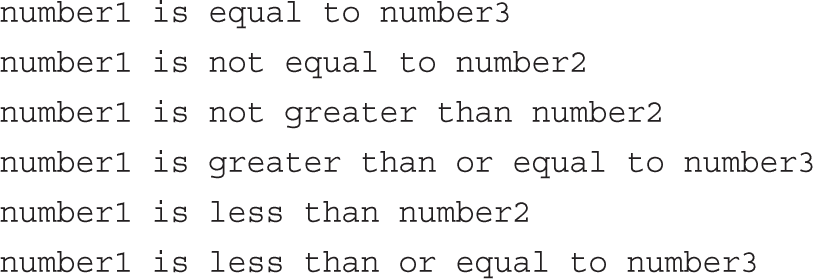 number1 is equal to number3
number1 is not equal to number2
number1 is not greater than number2
number1 is greater than or equal to number3
number1 is less than number2
number1 is less than or equal to number3